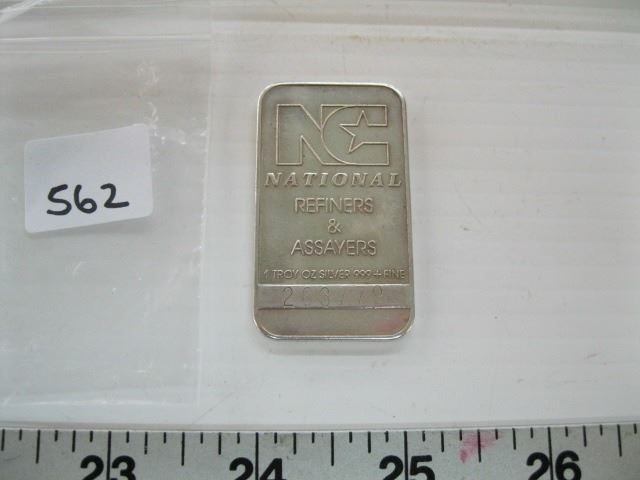 562
NC
NATIONAL
REFINERS
&
ASSAYERS
1 TROY OZ SILVER 999+ FINE
23 24 25 26